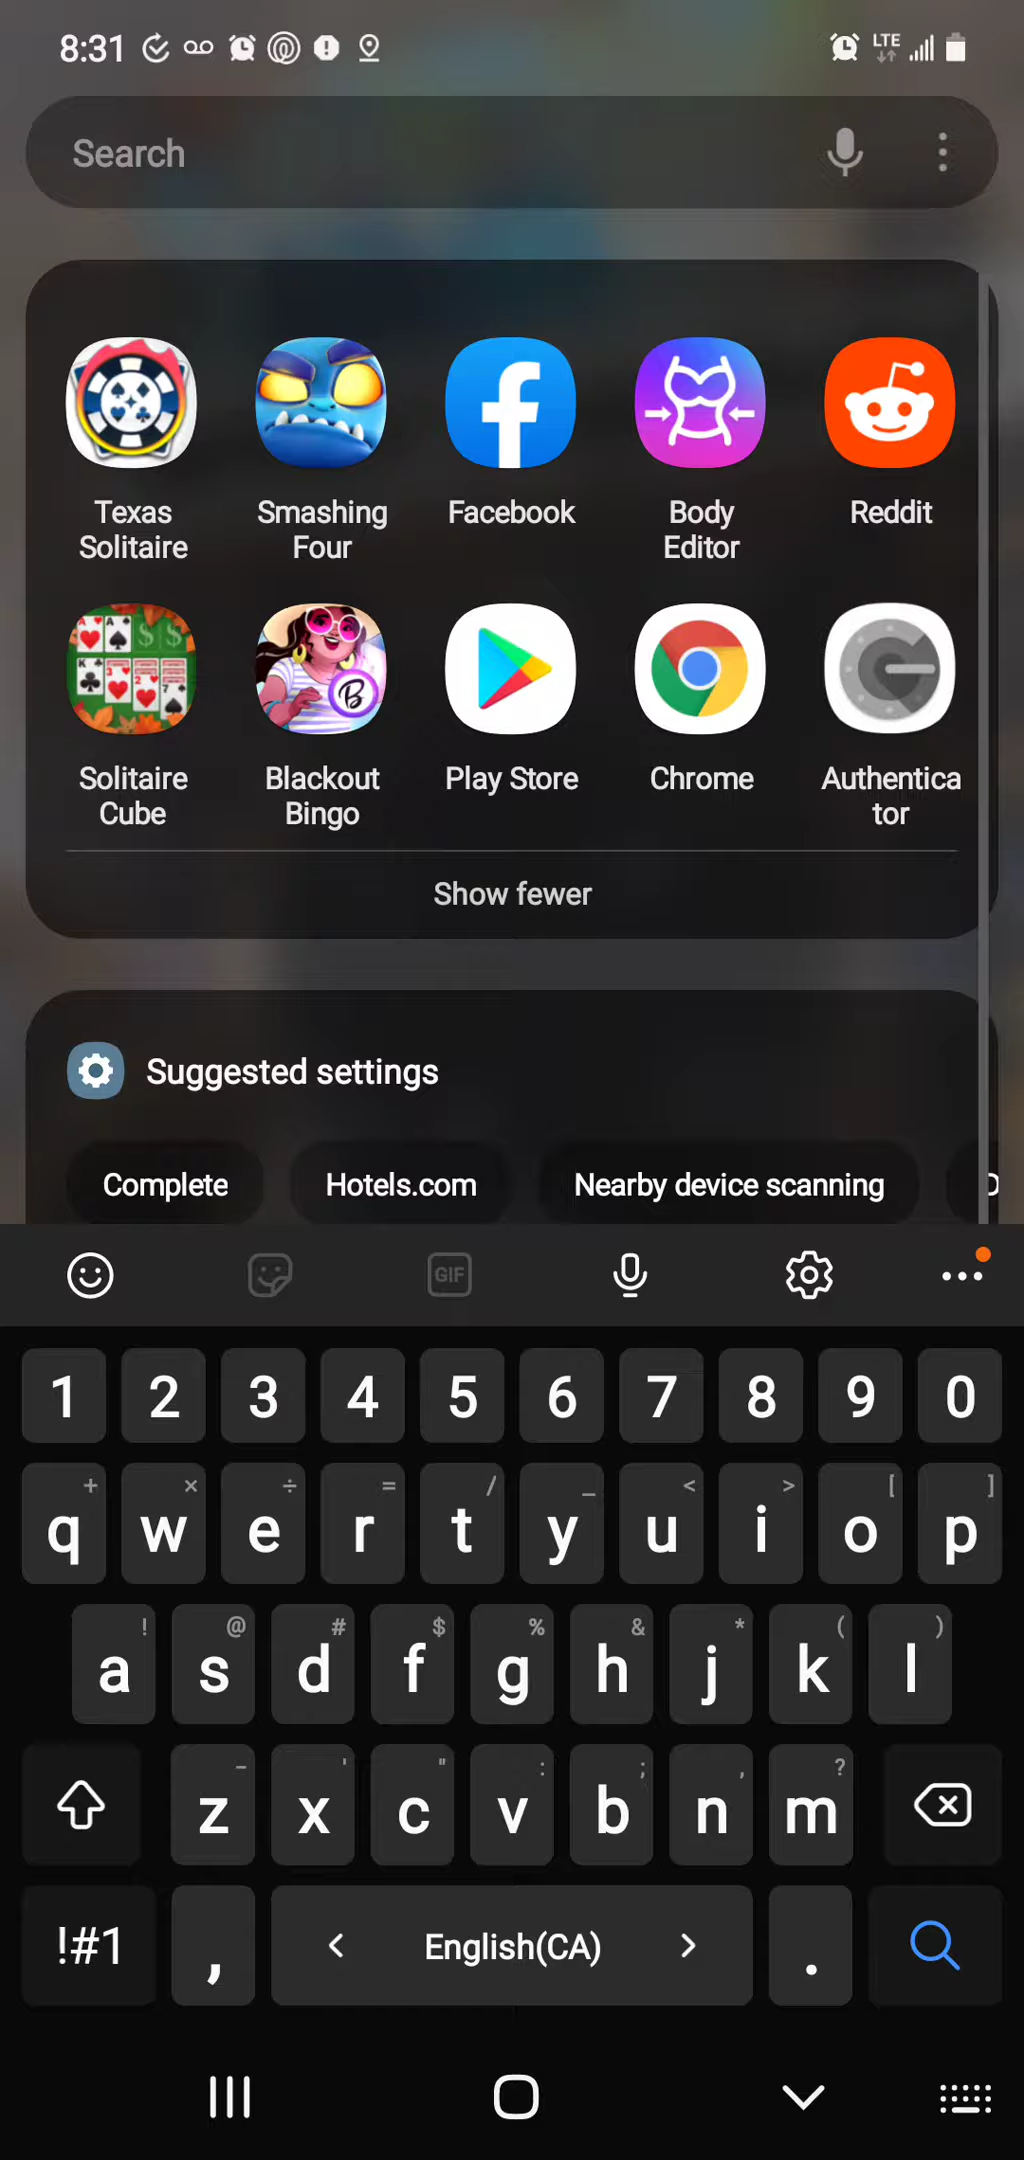 8:31 LTE
Search
Texas Solitaire
Smashing Four
Facebook
Body Editor
Reddit
Solitaire Cube
Blackout Bingo
Play Store
Chrome
Authenticator
Show fewer
Suggested settings
Complete Hotels.com Nearby device scanning
GIF
1 2 3 4 5 6 7 8 9 0
+ × ÷ = / _ < > [ ]
q w e r t y u i o p
! @ # $ % & * ( )
a s d f g h j k l
- ' " : ; , ?
z x c v b n m
!#1 , < English(CA) > .